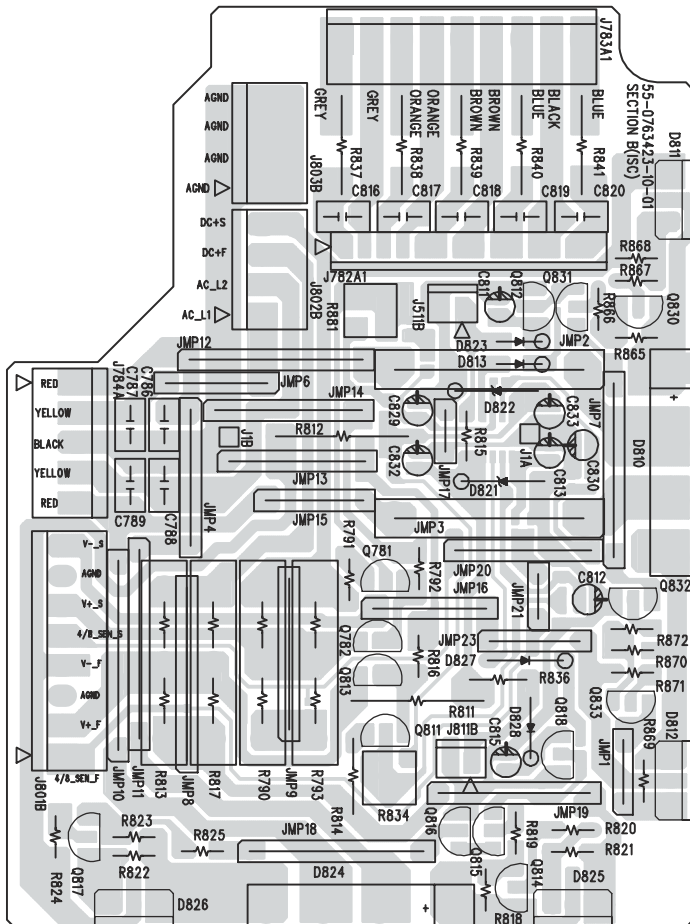 J783A1
55-0763423-10-01
SECTION B(ISC)
D811
GREY
GREY
ORANGE
ORANGE
BROWN
BROWN
BLUE
BLACK
BLUE
AGND
AGND
AGND
AGND
J803B
R837
R838
R839
R840
R841
C816
C817
C818
C819
C820
DC+S
DC+F
AC_L2
AC_L1
J802B
J782A1
R881
J511B
C811
Q812
Q831
R868
R867
R866
Q830
R865
D823
D813
JMP2
JMP12
JMP6
JMP14
RED
YELLOW
BLACK
YELLOW
RED
J784A
C787
C786
C829
D822
C833
JMP7
D810
+
J1B
R812
R815
J1A
C832
JMP17
C830
C813
JMP13
D821
JMP4
C789
C788
JMP15
JMP3
V-_S
AGND
V+_S
4/8_SEN_S
V-_F
AGND
V+_F
4/8_SEN_F
J801B
R791
Q781
R792
JMP20
JMP16
JMP21
C812
Q832
Q782
R816
JMP23
D827
R836
R872
R870
R871
Q813
R811
Q811
J811B
C815
D828
Q818
Q833
JMP1
R869
D812
JMP10
JMP11
R813
JMP8
R817
R790
JMP9
R793
R814
R834
JMP19
R823
R825
JMP18
Q816
R819
R820
R821
R824
Q817
R822
Q815
Q814
D826
D824
+
R818
D825